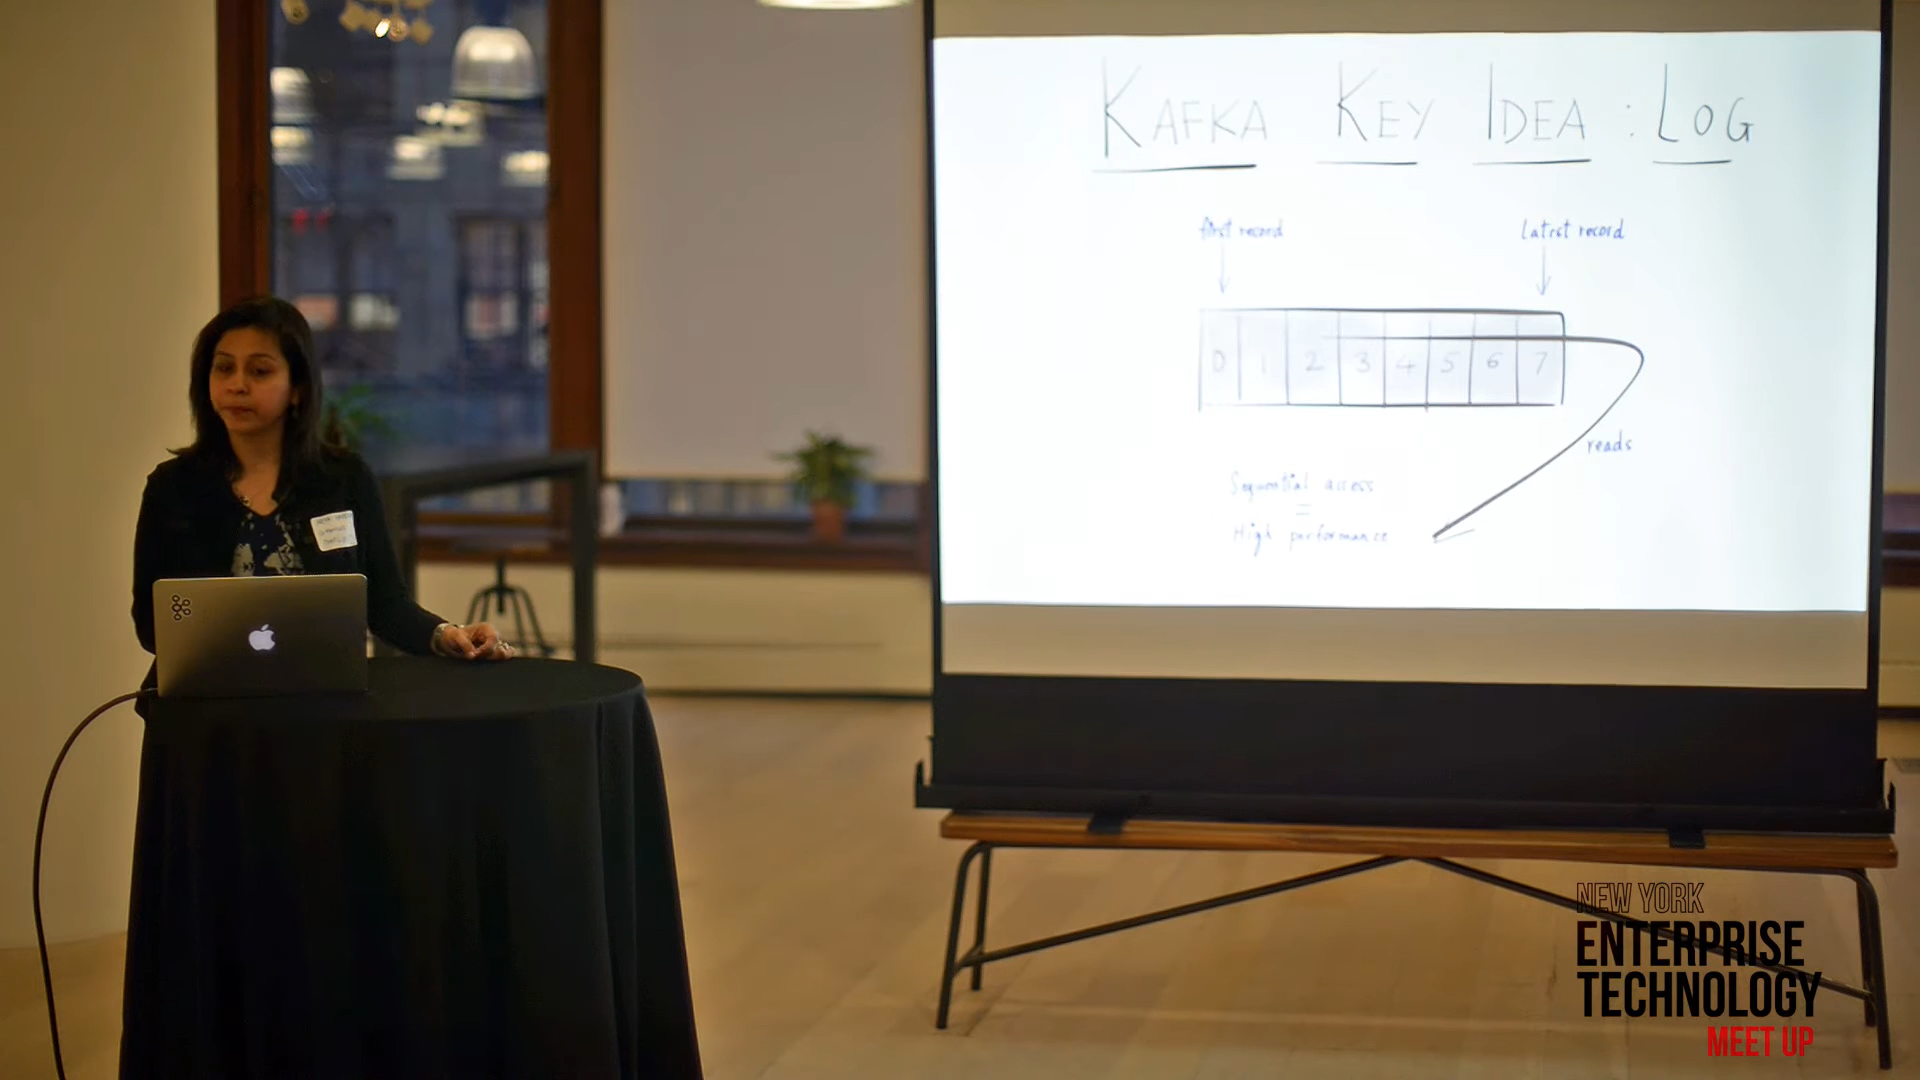 KAFKA KEY IDEA : LOG
first record
Latest record
0 1 2 3 4 5 6 7
reads
Sequential access
=
High performance
NEW YORK
ENTERPRISE
TECHNOLOGY
MEET UP